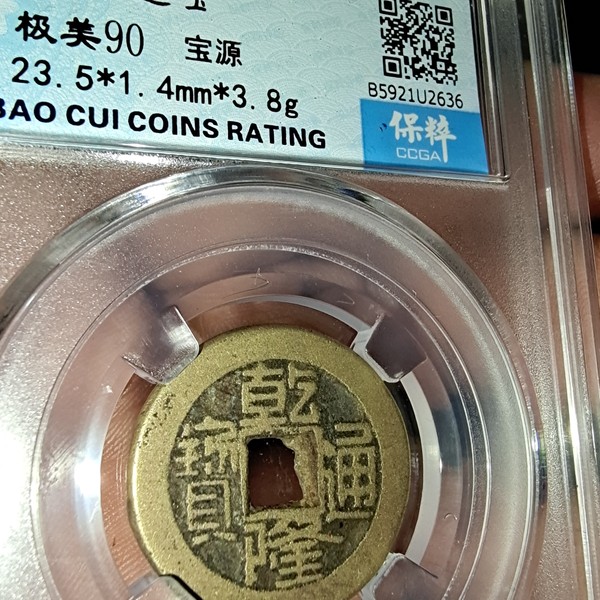 极美90 宝源
23.5*1.4mm*3.8g
BAO CUI COINS RATING
B5921U2636
保粹
CCGA
乾隆通寳